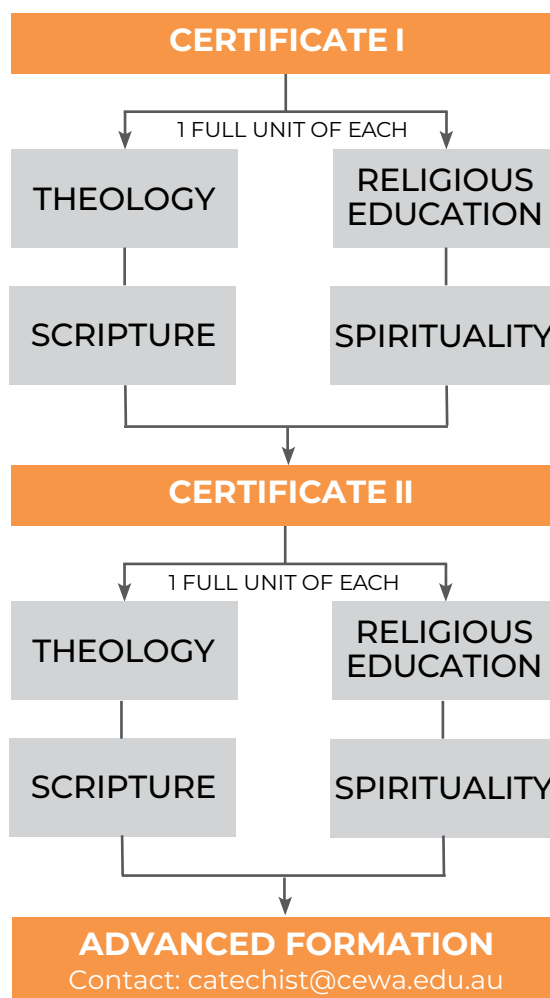 CERTIFICATE I
1 FULL UNIT OF EACH
THEOLOGY
RELIGIOUS
EDUCATION
SCRIPTURE
SPIRITUALITY
CERTIFICATE II
1 FULL UNIT OF EACH
THEOLOGY
RELIGIOUS
EDUCATION
SCRIPTURE
SPIRITUALITY
ADVANCED FORMATION
Contact: catechist@cewa.edu.au